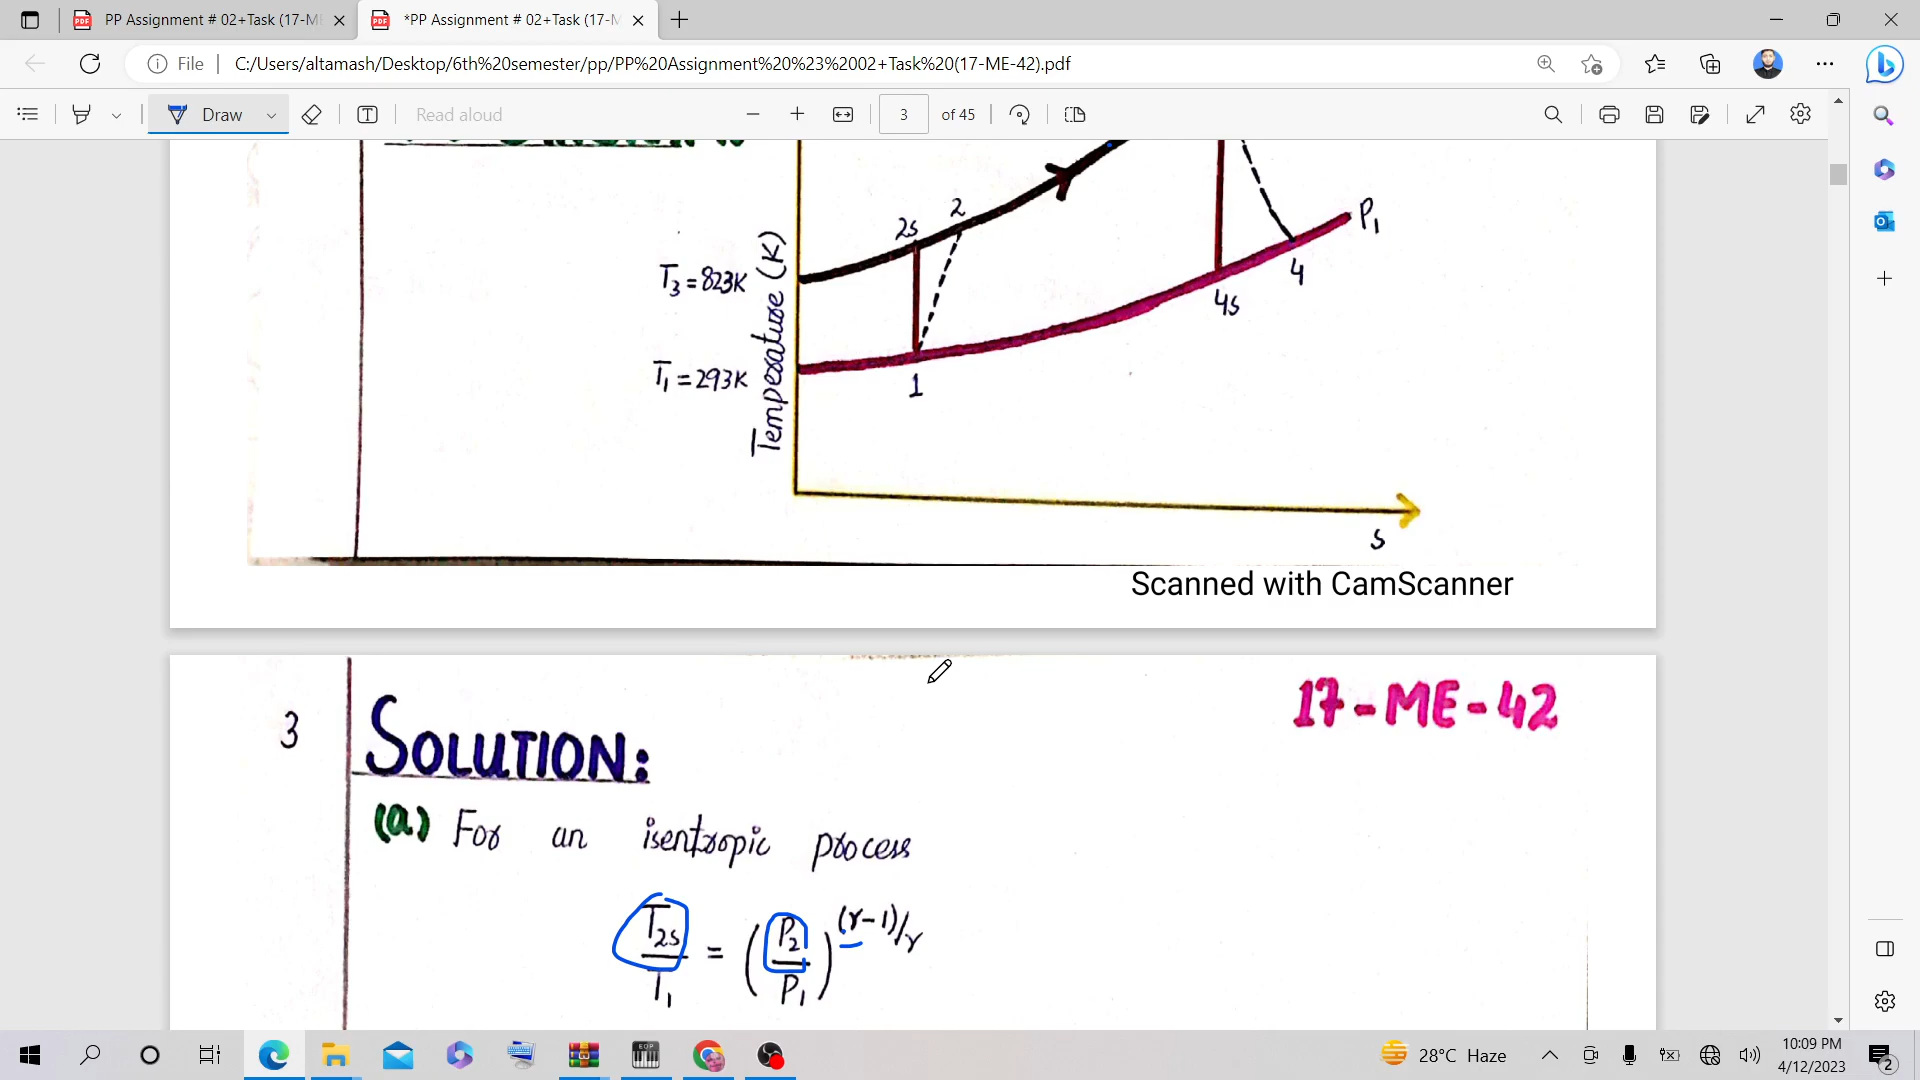 PP Assignment # 02+Task (17-M
*PP Assignment # 02+Task (17-M
File
C:/Users/altamash/Desktop/6th%20semester/pp/PP%20Assignment%20%23%2002+Task%20(17-ME-42).pdf
Draw
Read aloud
3
of 45
P₁
2
2s
T₃ = 823K
4
4s
T₁ = 293K
Temperature (K)
1
s
Scanned with CamScanner
17-ME-42
3
SOLUTION:
(a) For an isentropic process
T₂s/T₁ = (P₂/P₁)^(γ-1)/γ
28°C Haze
10:09 PM
4/12/2023
2